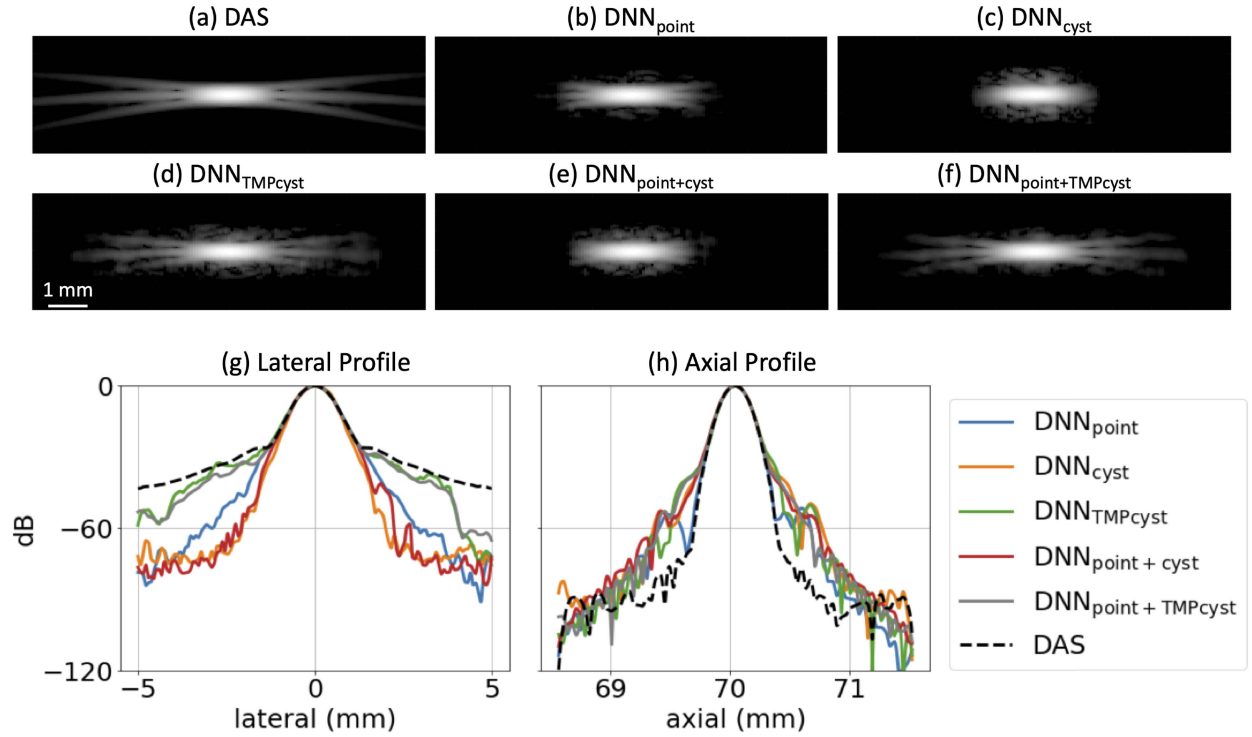 (a) DAS
(b) DNNpoint
(c) DNNcyst
(d) DNNTMPcyst
(e) DNNpoint+cyst
(f) DNNpoint+TMPcyst
1 mm
(g) Lateral Profile
(h) Axial Profile
0
−60
−120
dB
−5
0
5
lateral (mm)
69
70
71
axial (mm)
DNNpoint
DNNcyst
DNNTMPcyst
DNNpoint + cyst
DNNpoint + TMPcyst
DAS